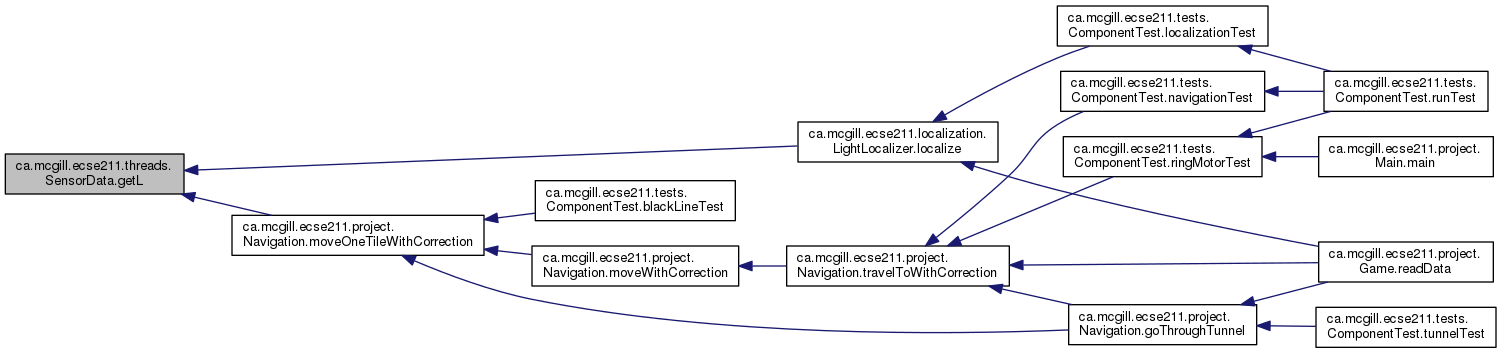 ca.mcgill.ecse211.threads.
SensorData.getL
ca.mcgill.ecse211.project.
Navigation.moveOneTileWithCorrection
ca.mcgill.ecse211.tests.
ComponentTest.blackLineTest
ca.mcgill.ecse211.project.
Navigation.moveWithCorrection
ca.mcgill.ecse211.localization.
LightLocalizer.localize
ca.mcgill.ecse211.project.
Navigation.travelToWithCorrection
ca.mcgill.ecse211.tests.
ComponentTest.localizationTest
ca.mcgill.ecse211.tests.
ComponentTest.navigationTest
ca.mcgill.ecse211.tests.
ComponentTest.ringMotorTest
ca.mcgill.ecse211.project.
Navigation.goThroughTunnel
ca.mcgill.ecse211.tests.
ComponentTest.runTest
ca.mcgill.ecse211.project.
Main.main
ca.mcgill.ecse211.project.
Game.readData
ca.mcgill.ecse211.tests.
ComponentTest.tunnelTest